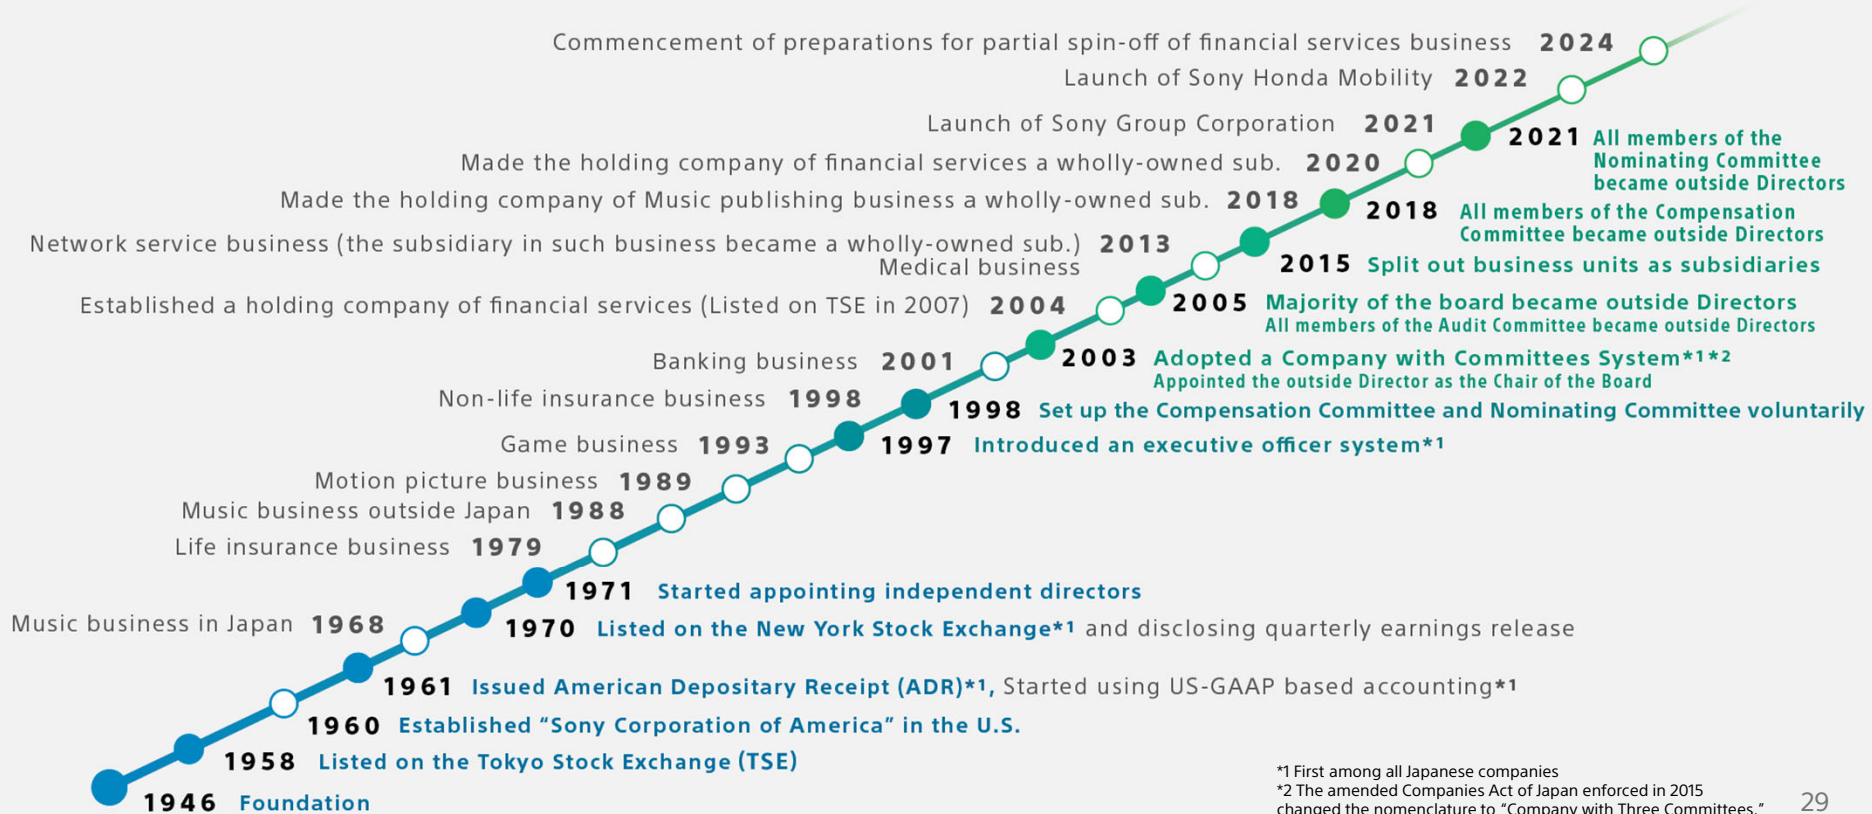 Commencement of preparations for partial spin-off of financial services business 2024
Launch of Sony Honda Mobility 2022
Launch of Sony Group Corporation 2021
2021 All members of the
Nominating Committee
became outside Directors
Made the holding company of financial services a wholly-owned sub. 2020
Made the holding company of Music publishing business a wholly-owned sub. 2018
2018 All members of the Compensation
Committee became outside Directors
Network service business (the subsidiary in such business became a wholly-owned sub.) 2013
Medical business
2015 Split out business units as subsidiaries
Established a holding company of financial services (Listed on TSE in 2007) 2004
2005 Majority of the board became outside Directors
All members of the Audit Committee became outside Directors
Banking business 2001
2003 Adopted a Company with Committees System*1*2
Appointed the outside Director as the Chair of the Board
Non-life insurance business 1998
1998 Set up the Compensation Committee and Nominating Committee voluntarily
Game business 1993
1997 Introduced an executive officer system*1
Motion picture business 1989
Music business outside Japan 1988
Life insurance business 1979
1971 Started appointing independent directors
Music business in Japan 1968
1970 Listed on the New York Stock Exchange*1 and disclosing quarterly earnings release
1961 Issued American Depositary Receipt (ADR)*1, Started using US-GAAP based accounting*1
1960 Established “Sony Corporation of America” in the U.S.
1958 Listed on the Tokyo Stock Exchange (TSE)
1946 Foundation
*1 First among all Japanese companies
*2 The amended Companies Act of Japan enforced in 2015
changed the nomenclature to “Company with Three Committees.”
29